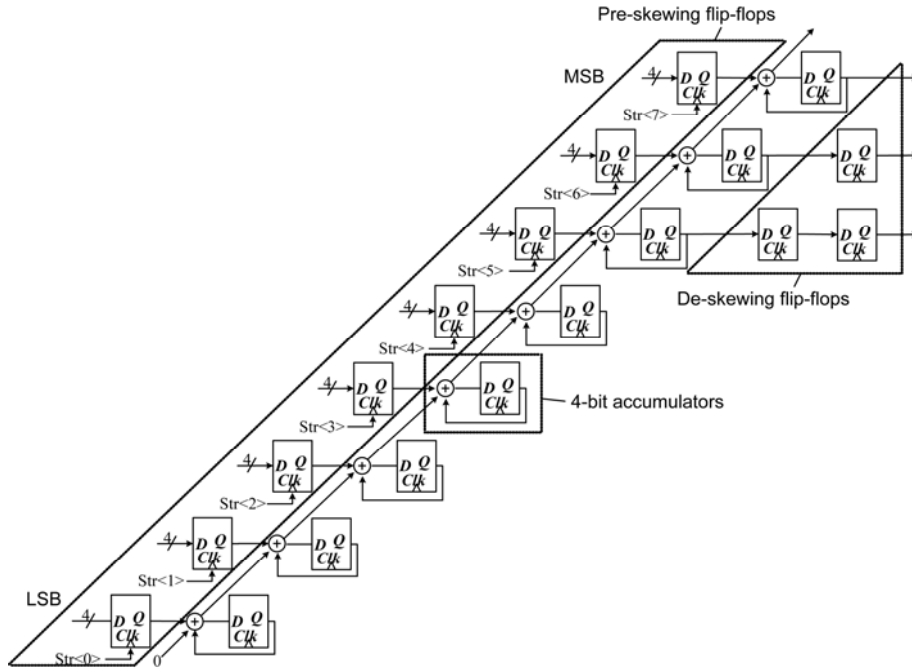 Pre-skewing flip-flops
MSB
4
D Q
Clk
+
D Q
Clk
Str<7>
4
D Q
Clk
+
D Q
Clk
D Q
Clk
Str<6>
4
D Q
Clk
+
D Q
Clk
D Q
Clk
D Q
Clk
Str<5>
De-skewing flip-flops
4
D Q
Clk
+
D Q
Clk
Str<4>
4
D Q
Clk
+
D Q
Clk
4-bit accumulators
Str<3>
4
D Q
Clk
+
D Q
Clk
Str<2>
4
D Q
Clk
+
D Q
Clk
Str<1>
LSB
4
D Q
Clk
+
D Q
Clk
Str<0>
0